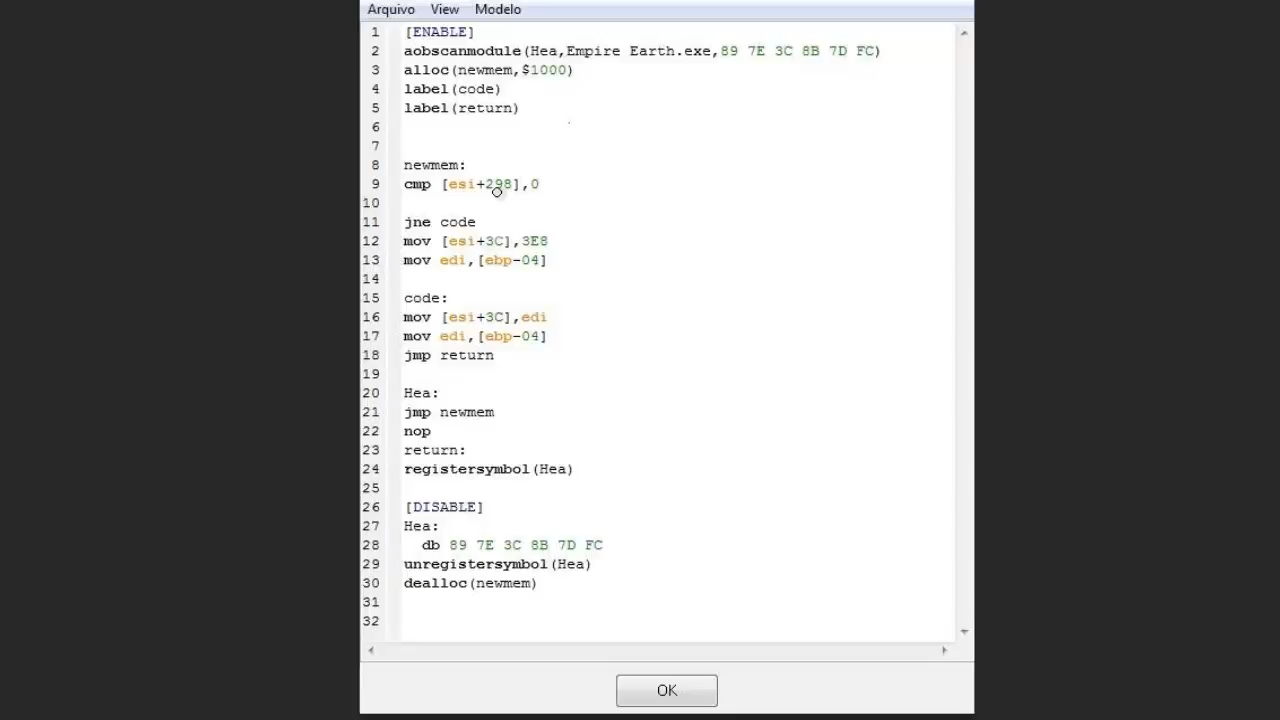 Arquivo View Modelo
1 [ENABLE]
2 aobscanmodule(Hea,Empire Earth.exe,89 7E 3C 8B 7D FC)
3 alloc(newmem,$1000)
4 label(code)
5 label(return)
6
7
8 newmem:
9 cmp [esi+298],0
10
11 jne code
12 mov [esi+3C],3E8
13 mov edi,[ebp-04]
14
15 code:
16 mov [esi+3C],edi
17 mov edi,[ebp-04]
18 jmp return
19
20 Hea:
21 jmp newmem
22 nop
23 return:
24 registersymbol(Hea)
25
26 [DISABLE]
27 Hea:
28 db 89 7E 3C 8B 7D FC
29 unregistersymbol(Hea)
30 dealloc(newmem)
31
32
OK